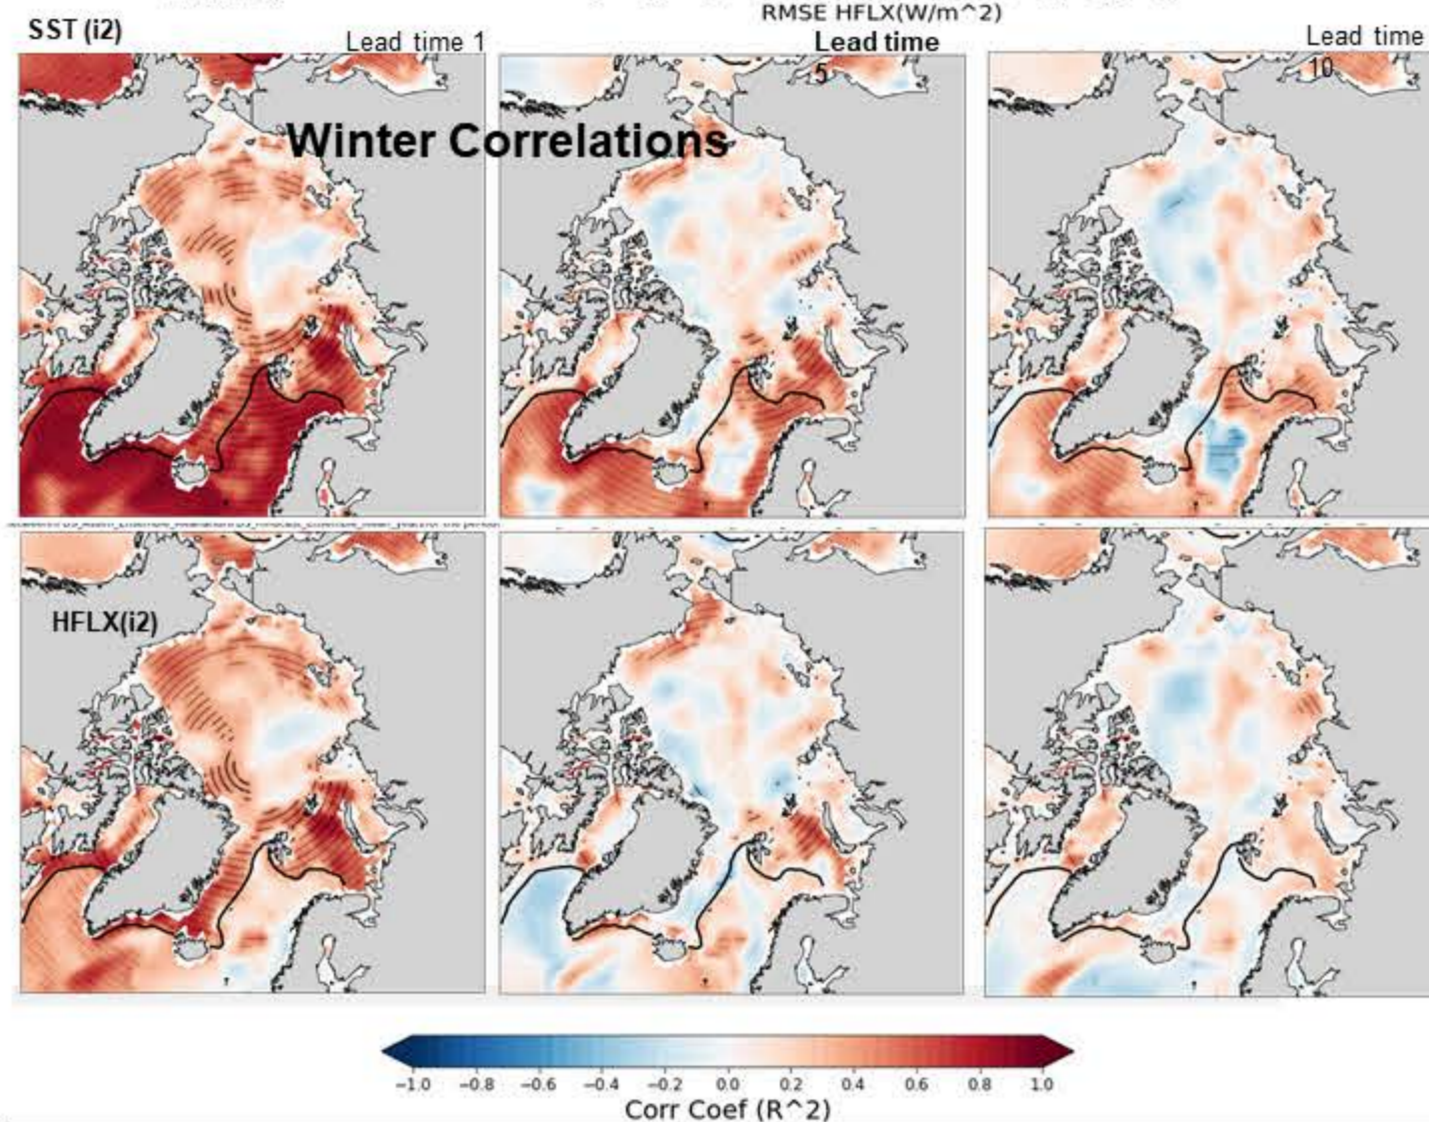 RMSE HFLX(W/m^2)
SST (i2)
Lead time 1
Lead time
5
Lead time
10
Winter Correlations
HFLX(i2)
−1.0 −0.8 −0.6 −0.4 −0.2 0.0 0.2 0.4 0.6 0.8 1.0
Corr Coef (R^2)